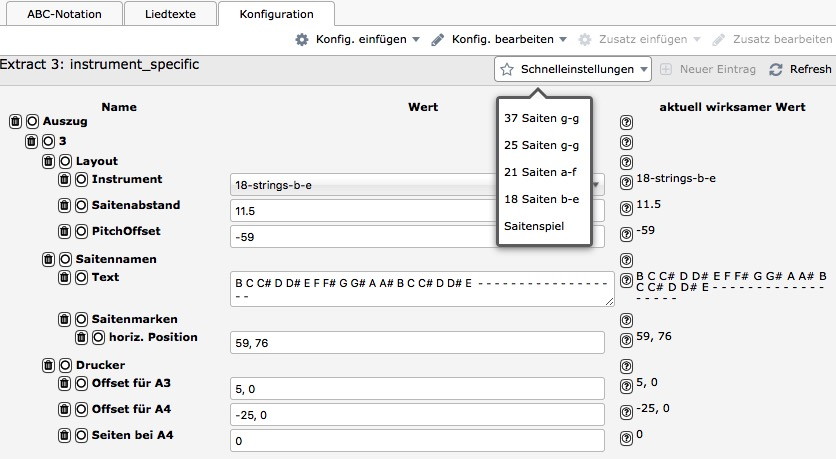 ABC-Notation Liedtexte Konfiguration
Konfig. einfügen Konfig. bearbeiten Zusatz einfügen Zusatz bearbeiten
Extract 3: instrument_specific Schnelleinstellungen Neuer Eintrag Refresh
Name Wert aktuell wirksamer Wert
37 Saiten g-g
25 Saiten g-g
21 Saiten a-f
18 Saiten b-e
Saitenspiel
Auszug
3
Layout
Instrument 18-strings-b-e 18-strings-b-e
Saitenabstand 11.5 11.5
PitchOffset -59 -59
Saitennamen
Text B C C# D D# E F F# G G# A A# B C C# D D# E - - - - - - - - - - - - - - - - - B C C# D D# E F F# G G# A A# B
- - C C# D D# E - - - - - - - - - - - - - -
- - - - -
Saitenmarken
horiz. Position 59, 76 59, 76
Drucker
Offset für A3 5, 0 5, 0
Offset für A4 -25, 0 -25, 0
Seiten bei A4 0 0